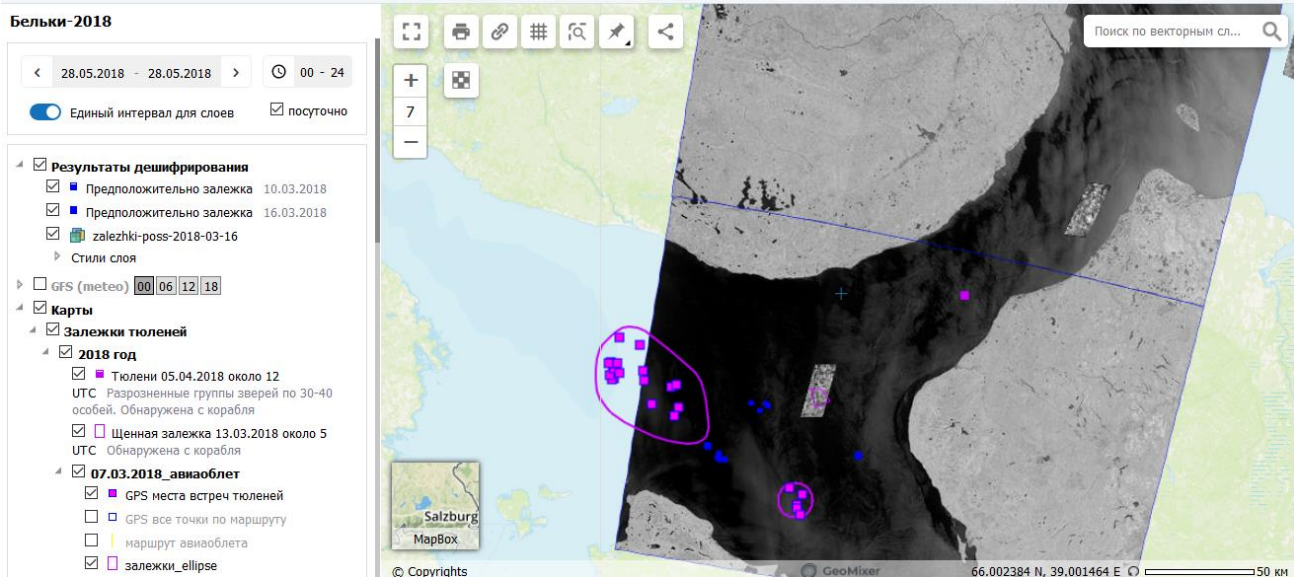 Бельки-2018
28.05.2018 - 28.05.2018
00 - 24
Единый интервал для слоев
посуточно
Результаты дешифрирования
Предположительно залежка 10.03.2018
Предположительно залежка 16.03.2018
zalezhki-poss-2018-03-16
Стили слоя
GFS (meteo) 00 06 12 18
Карты
Залежки тюленей
2018 год
Тюлени 05.04.2018 около 12
UTC Разрозненные группы зверей по 30-40
особей. Обнаружена с корабля
Щенная залежка 13.03.2018 около 5
UTC Обнаружена с корабля
07.03.2018_авиаоблет
GPS места встреч тюленей
GPS все точки по маршруту
маршрут авиаоблета
залежки_ellipse
7
Поиск по векторным сл...
Salzburg
MapBox
© Copyrights
GeoMixer
66.002384 N, 39.001464 E
50 км